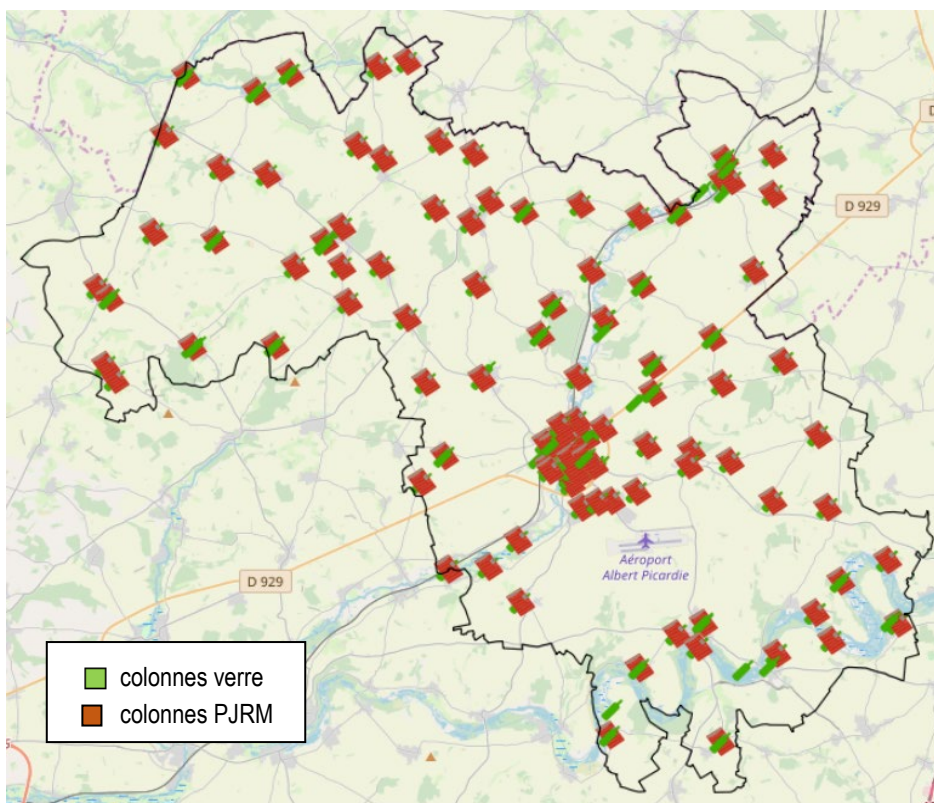 D 929
Aéroport
Albert Picardie
D 929
colonnes verre
colonnes PJRM